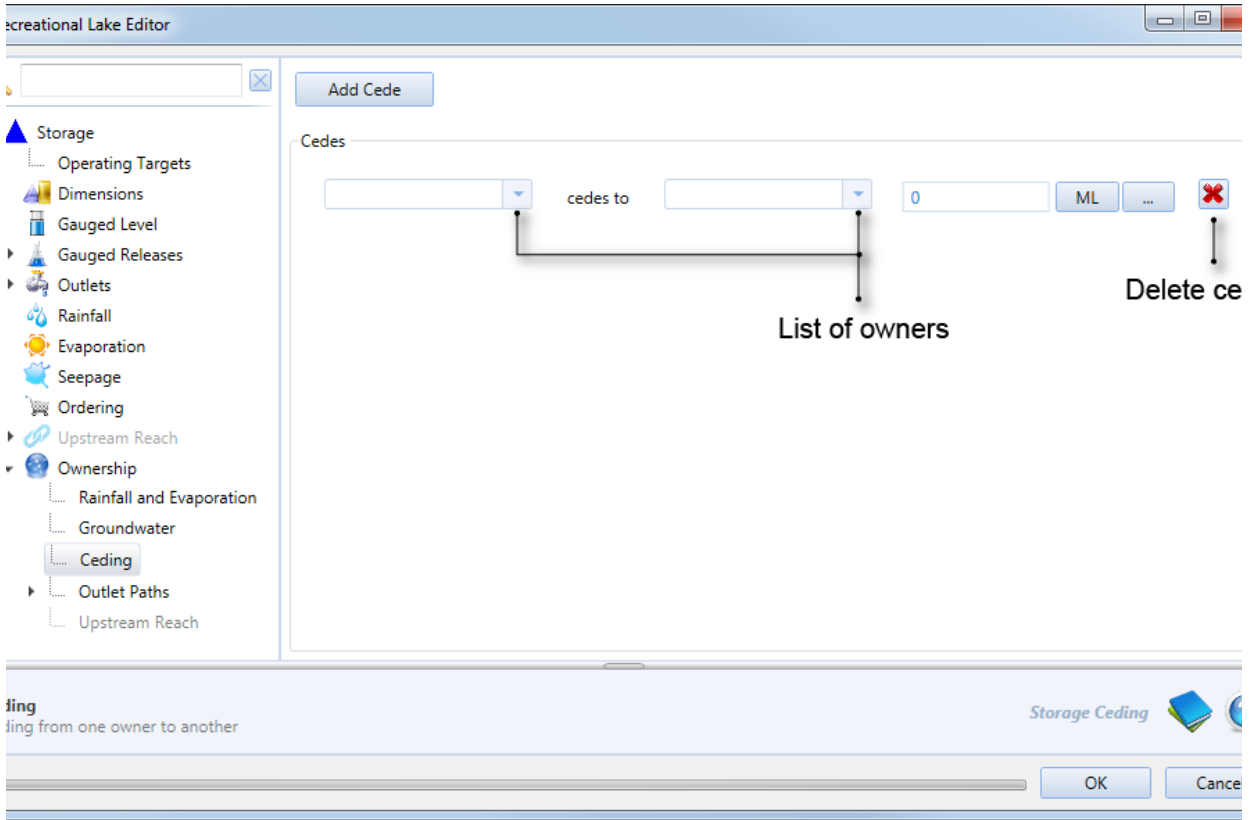 ecreational Lake Editor
Add Cede
Storage
Operating Targets
Dimensions
Gauged Level
Gauged Releases
Outlets
Rainfall
Evaporation
Seepage
Ordering
Upstream Reach
Ownership
Rainfall and Evaporation
Groundwater
Ceding
Outlet Paths
Upstream Reach
Cedes
cedes to 0 ML ...
Delete ce
List of owners
ding
ding from one owner to another
Storage Ceding
OK Cance